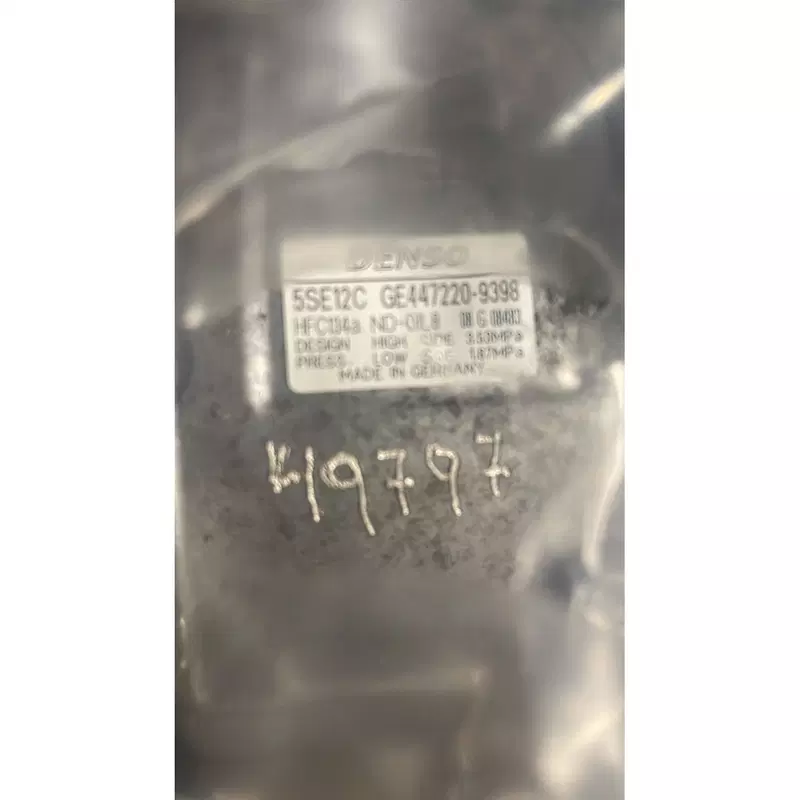 DENSO
5SE12C GE447220-9398
HFC134a ND-OIL8
DESIGN HIGH SIDE 3.53MPa
PRESS. LOW SIDE 1.87MPa
MADE IN GERMANY
49797